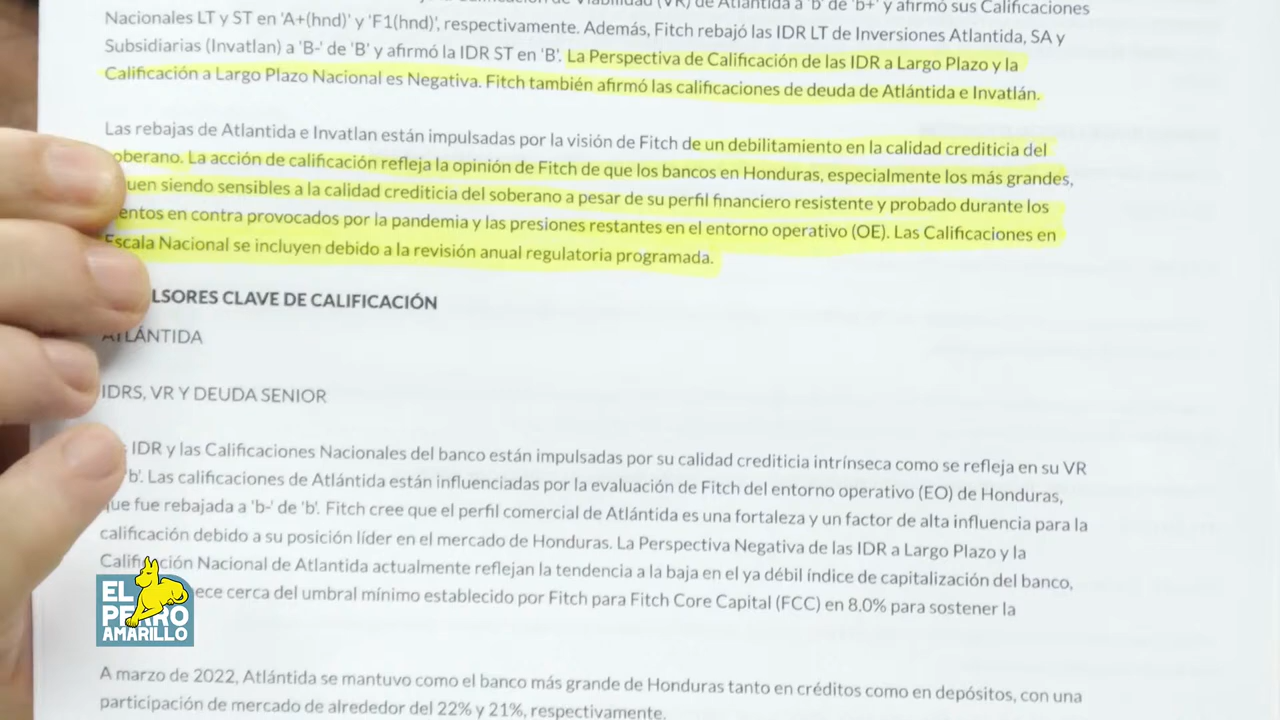 de Atlántida a 'b' de 'b+' y afirmó sus Calificaciones
Nacionales LT y ST en 'A+(hnd)' y 'F1(hnd)', respectivamente. Además, Fitch rebajó las IDR LT de Inversiones Atlantida, SA y
Subsidiarias (Invatlan) a 'B-' de 'B' y afirmó la IDR ST en 'B'. La Perspectiva de Calificación de las IDR a Largo Plazo y la
Calificación a Largo Plazo Nacional es Negativa. Fitch también afirmó las calificaciones de deuda de Atlántida e Invatlán.
Las rebajas de Atlantida e Invatlan están impulsadas por la visión de Fitch de un debilitamiento en la calidad crediticia del
oberano. La acción de calificación refleja la opinión de Fitch de que los bancos en Honduras, especialmente los más grandes,
uen siendo sensibles a la calidad crediticia del soberano a pesar de su perfil financiero resistente y probado durante los
entos en contra provocados por la pandemia y las presiones restantes en el entorno operativo (OE). Las Calificaciones en
Escala Nacional se incluyen debido a la revisión anual regulatoria programada.
LSORES CLAVE DE CALIFICACIÓN
ATLÁNTIDA
IDRS, VR Y DEUDA SENIOR
IDR y las Calificaciones Nacionales del banco están impulsadas por su calidad crediticia intrínseca como se refleja en su VR
'b'. Las calificaciones de Atlántida están influenciadas por la evaluación de Fitch del entorno operativo (EO) de Honduras,
que fue rebajada a 'b-' de 'b'. Fitch cree que el perfil comercial de Atlántida es una fortaleza y un factor de alta influencia para la
calificación debido a su posición líder en el mercado de Honduras. La Perspectiva Negativa de las IDR a Largo Plazo y la
Calificación Nacional de Atlantida actualmente reflejan la tendencia a la baja en el ya débil índice de capitalización del banco,
ece cerca del umbral mínimo establecido por Fitch para Fitch Core Capital (FCC) en 8.0% para sostener la
A marzo de 2022, Atlántida se mantuvo como el banco más grande de Honduras tanto en créditos como en depósitos, con una
participación de mercado de alrededor del 22% y 21%, respectivamente.
EL
PERRO
AMARILLO